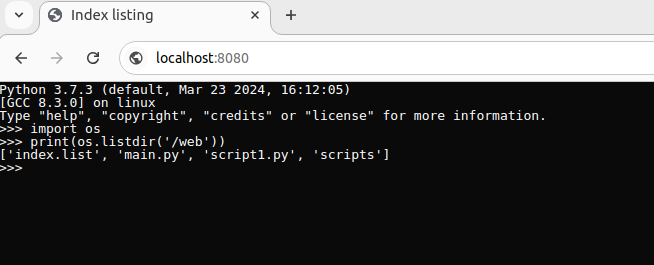 Index listing
localhost:8080
Python 3.7.3 (default, Mar 23 2024, 16:12:05)
[GCC 8.3.0] on linux
Type "help", "copyright", "credits" or "license" for more information.
>>> import os
>>> print(os.listdir('/web'))
['index.list', 'main.py', 'script1.py', 'scripts']
>>>